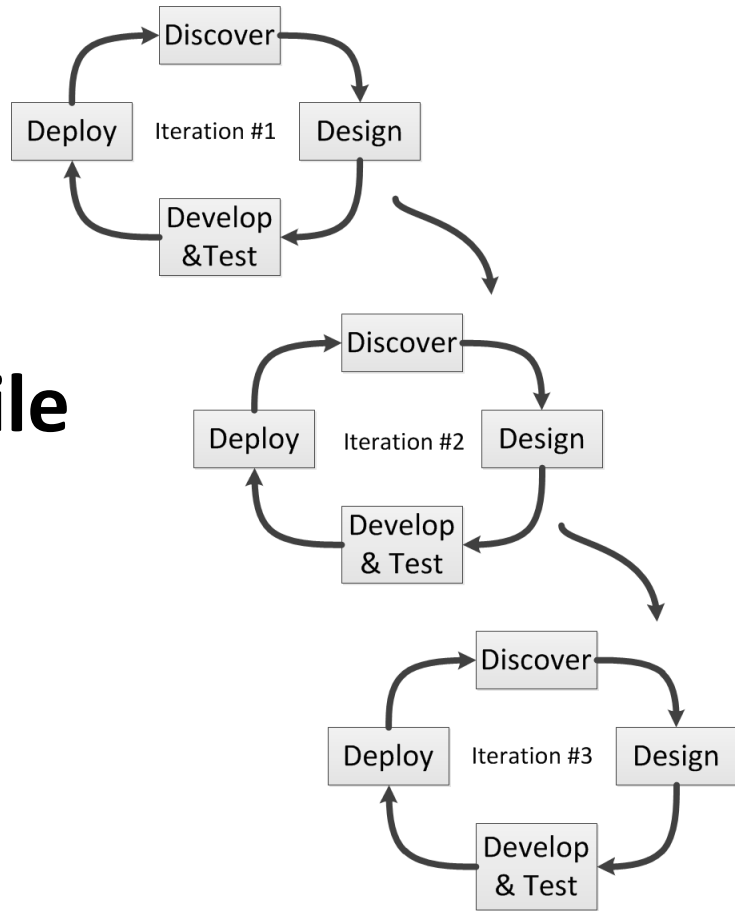 Discover
Deploy
Iteration #1
Design
Develop
&Test
ile
Discover
Deploy
Iteration #2
Design
Develop
& Test
Discover
Deploy
Iteration #3
Design
Develop
& Test